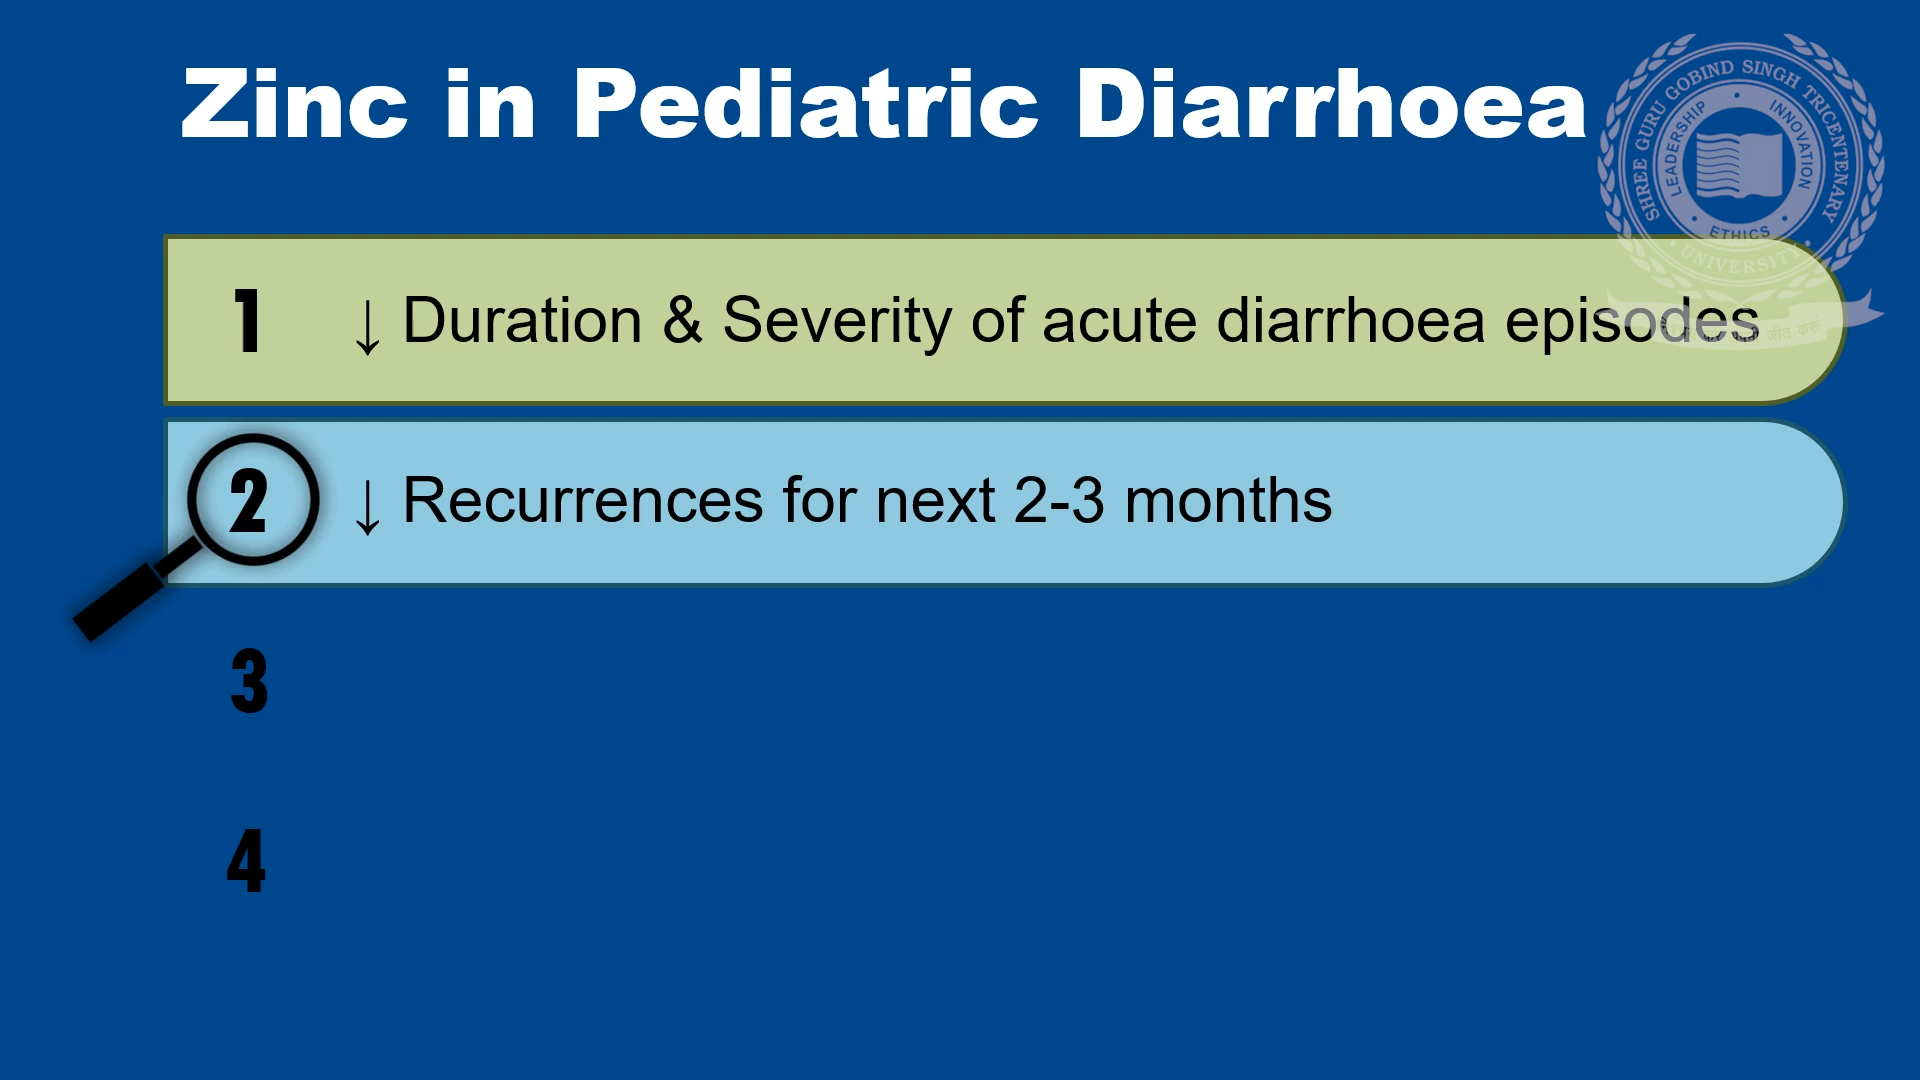 Zinc in Pediatric Diarrhoea
SHREE GURU GOBIND SINGH TRICENTENARY
UNIVERSITY
LEADERSHIP
INNOVATION
ETHICS
1 ↓ Duration & Severity of acute diarrhoea episodes
जीत करूं
2 ↓ Recurrences for next 2-3 months
3
4